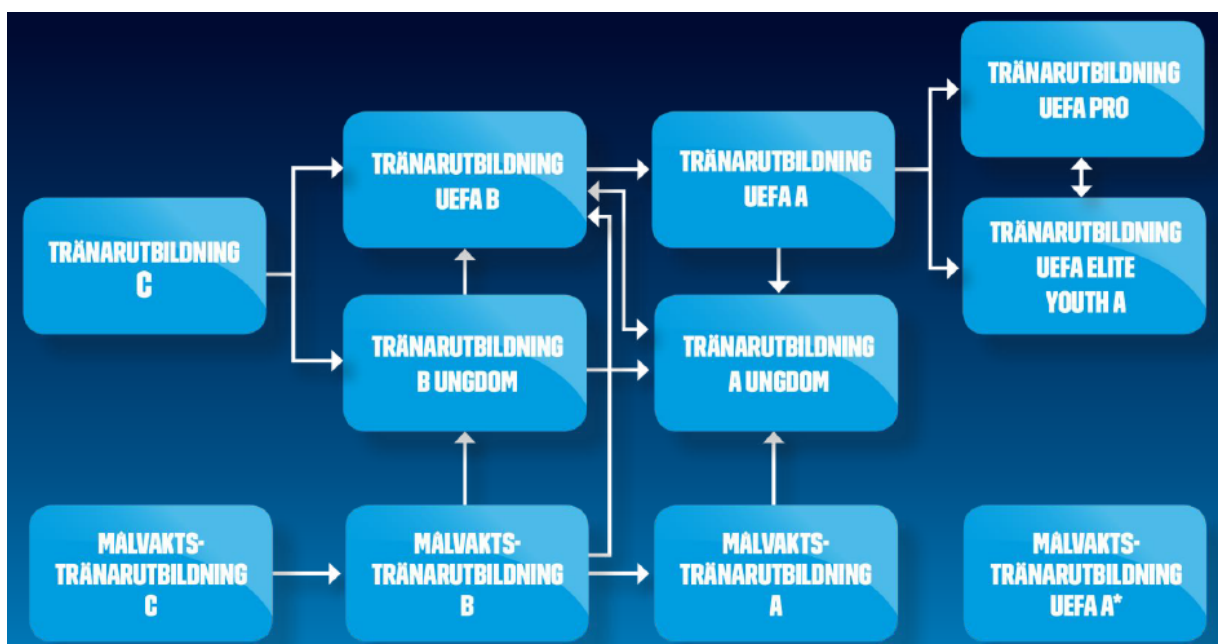 TRÄNARUTBILDNING
UEFA PRO
TRÄNARUTBILDNING
UEFA B
TRÄNARUTBILDNING
UEFA A
TRÄNARUTBILDNING
C
TRÄNARUTBILDNING
UEFA ELITE
YOUTH A
TRÄNARUTBILDNING
B UNGDOM
TRÄNARUTBILDNING
A UNGDOM
MÅLVAKTS-
TRÄNARUTBILDNING
C
MÅLVAKTS-
TRÄNARUTBILDNING
B
MÅLVAKTS-
TRÄNARUTBILDNING
A
MÅLVAKTS-
TRÄNARUTBILDNING
UEFA A*